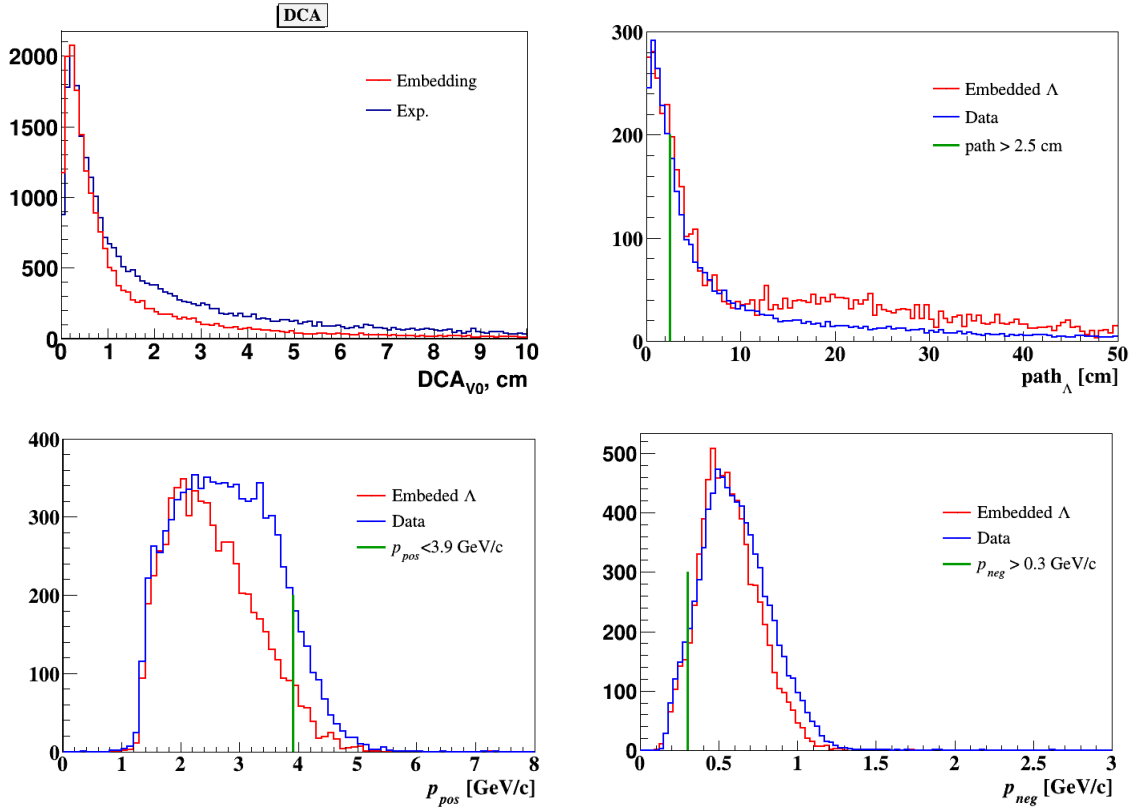 DCA
2000
1500
1000
500
0
Embedding
Exp.
0 1 2 3 4 5 6 7 8 9 10
DCA_V0, cm
300
200
100
0
Embedded Λ
Data
path > 2.5 cm
0 10 20 30 40 50
path_Λ [cm]
400
300
200
100
0
Embeded Λ
Data
p_pos <3.9 GeV/c
0 1 2 3 4 5 6 7 8
p_pos [GeV/c]
500
400
300
200
100
0
Embedded Λ
Data
p_neg > 0.3 GeV/c
0 0.5 1 1.5 2 2.5 3
p_neg [GeV/c]